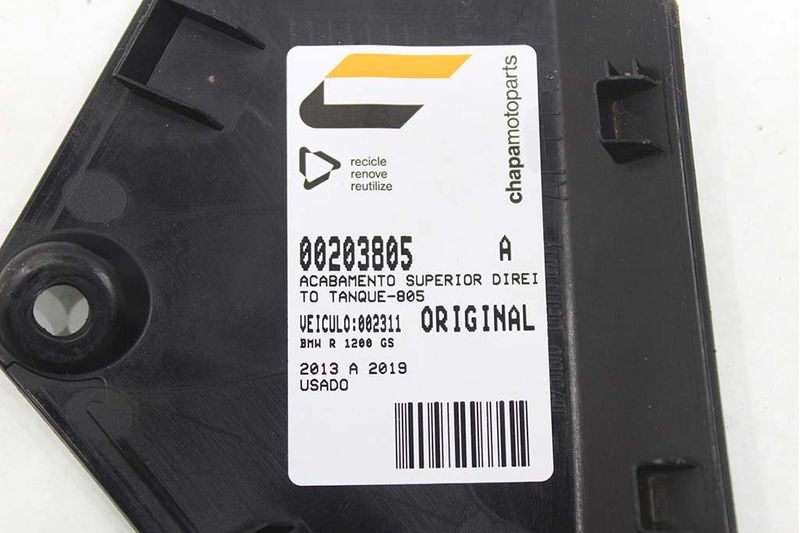 chapamotoparts
recicle
renove
reutilize
00203805 A
ACABAMENTO SUPERIOR DIREI
TO TANQUE-805
VEICULO:002311 ORIGINAL
BMW R 1200 GS
2013 A 2019
USADO